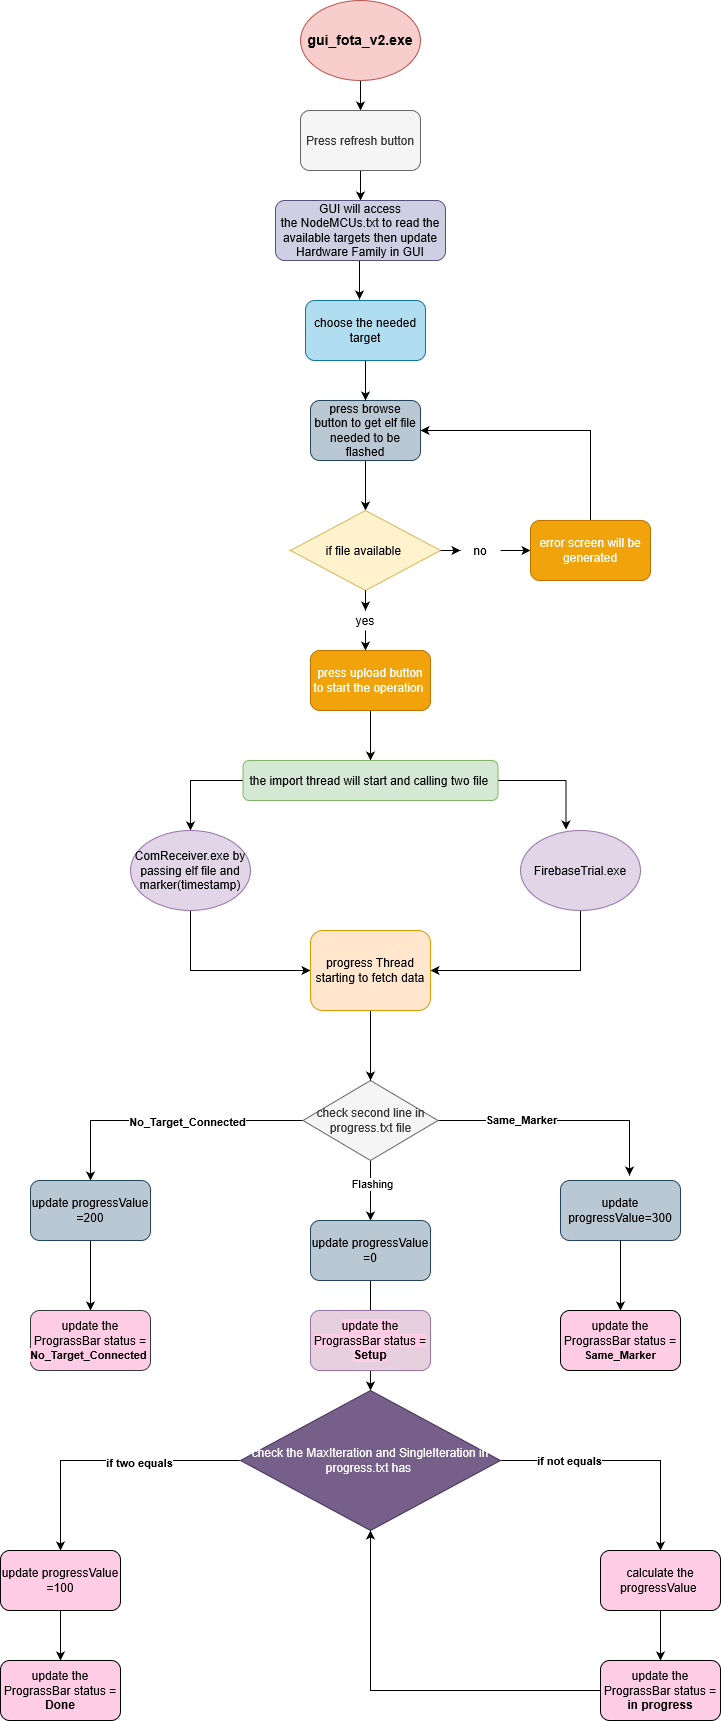 gui_fota_v2.exe
Press refresh button
GUI will access
the NodeMCUs.txt to read the
available targets then update
Hardware Family in GUI
choose the needed
target
press browse
button to get elf file
needed to be
flashed
if file available
no
error screen will be
generated
yes
press upload button
to start the operation
the import thread will start and calling two file
ComReceiver.exe by
passing elf file and
marker(timestamp)
FirebaseTrial.exe
progress Thread
starting to fetch data
check second line in
progress.txt file
No_Target_Connected
Same_Marker
Flashing
update progressValue
=200
update progressValue
=0
update
progressValue=300
update the
PrograssBar status =
No_Target_Connected
update the
PrograssBar status =
Setup
update the
PrograssBar status =
Same_Marker
check the MaxIteration and SingleIteration in
progress.txt has
if two equals
if not equals
update progressValue
=100
calculate the
progressValue
update the
PrograssBar status =
Done
update the
PrograssBar status =
in progress